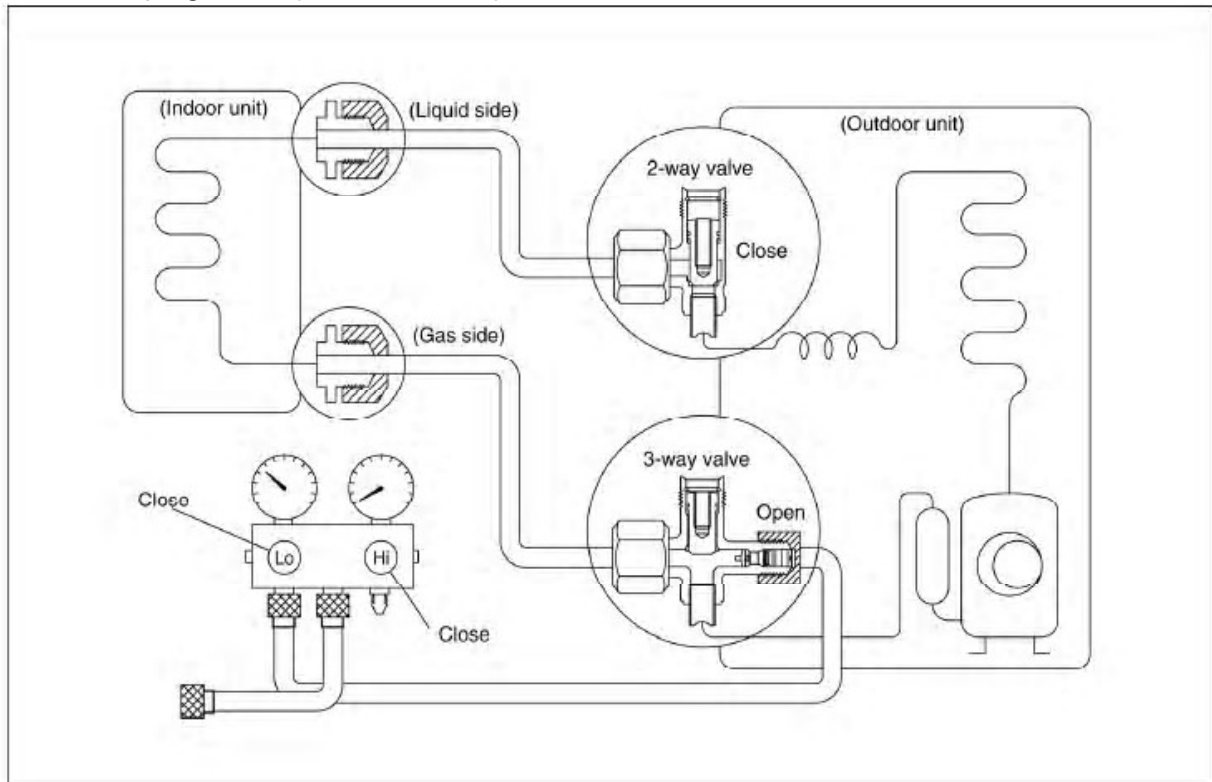 (Indoor unit)
(Liquid side)
(Outdoor unit)
2-way valve
Close
(Gas side)
3-way valve
Open
Close
Lo
Hi
Close